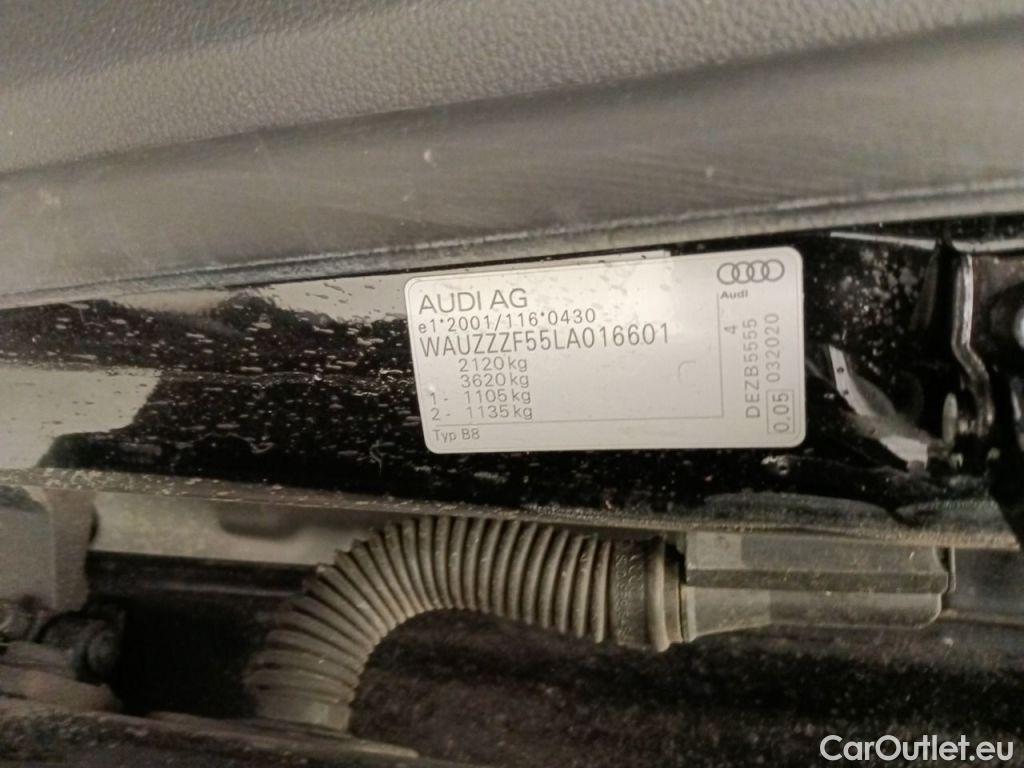 AUDI AG
e1*2001/116*0430
WAUZZZF55LA016601
2120 kg
3620 kg
1 - 1105 kg
2 - 1135 kg
Typ B8
Audi
DEZB5555 4
0.05 032020
CarOutlet.eu